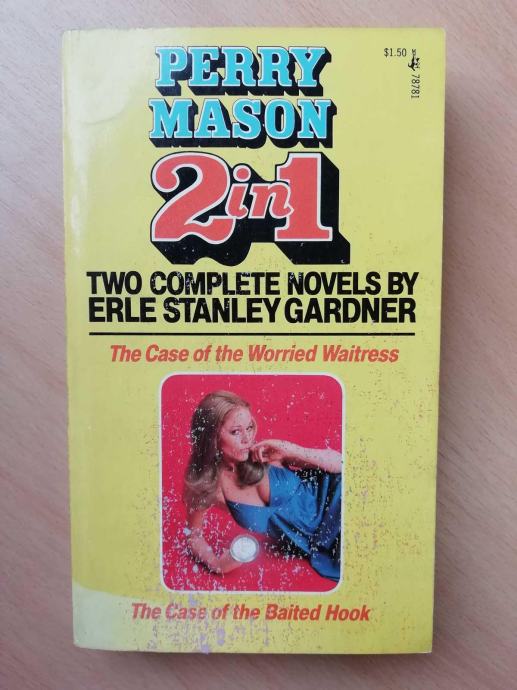 $1.50
78781
PERRY
MASON
2in1
TWO COMPLETE NOVELS BY
ERLE STANLEY GARDNER
The Case of the Worried Waitress
The Case of the Baited Hook